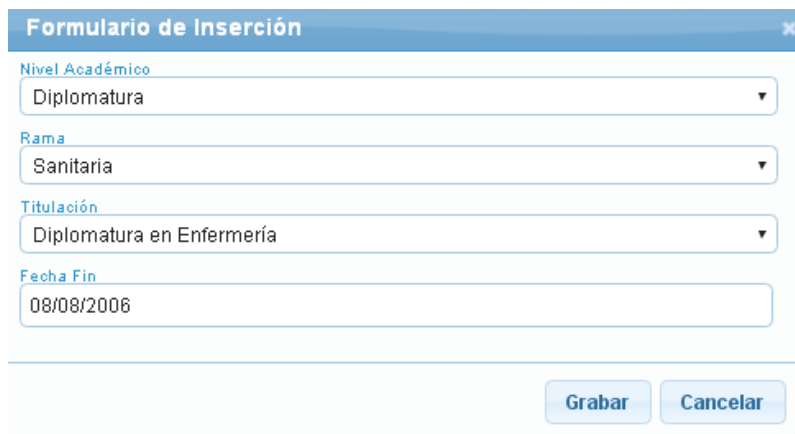 Formulario de Inserción
Nivel Académico
Diplomatura
Rama
Sanitaria
Titulación
Diplomatura en Enfermería
Fecha Fin
08/08/2006
Grabar Cancelar